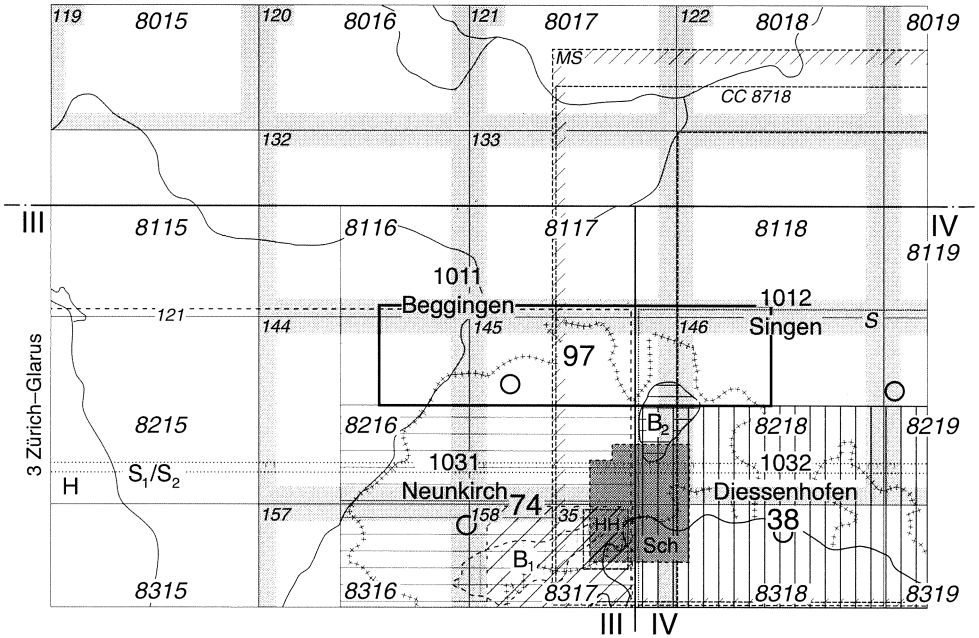 119 8015 120 8016 121 8017 122 8018 8019
MS
CC 8718
132 133
III IV
8115 8116 8117 8118
8119
1011
Beggingen
1012
Singen
121 S
144 145 146
97
3 Zürich–Glarus
8215 8216 B2 8218 8219
1031 1032
S1/S2
H Neunkirch Diessenhofen
74
157 158 35 HH 38
Sch
B1
8315 8316 8317 8318 8319
III IV